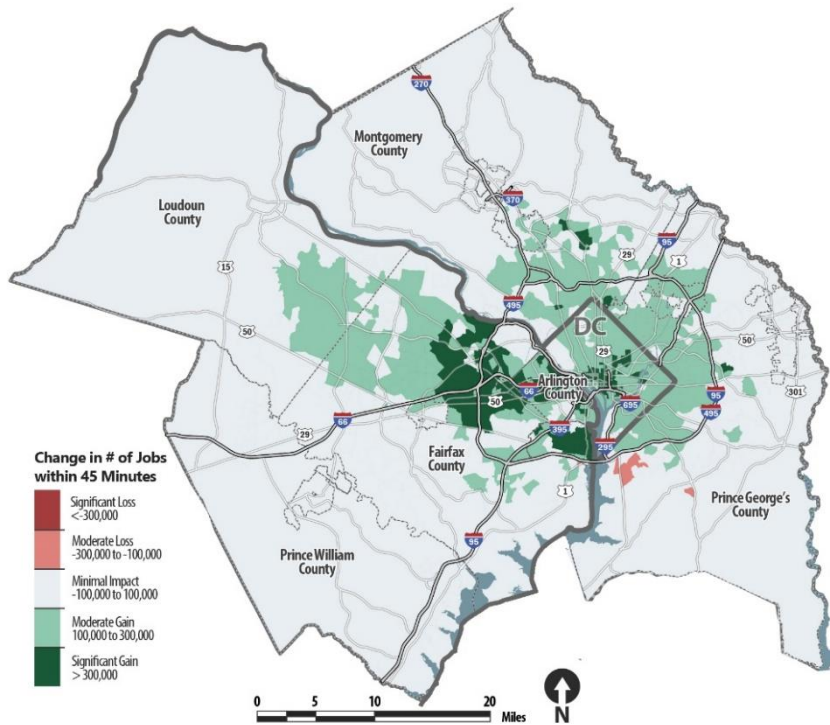 270
Montgomery
County
Loudoun
County
370
95
29
1
15
495
50
DC
29
50
Arlington
County
66
50
695
301
95
495
395
66
29
Fairfax
County
295
1
Prince George's
County
95
Prince William
County
Change in # of Jobs
within 45 Minutes
Significant Loss
<-300,000
Moderate Loss
-300,000 to -100,000
Minimal Impact
-100,000 to 100,000
Moderate Gain
100,000 to 300,000
Significant Gain
> 300,000
0 5 10 20
Miles
N